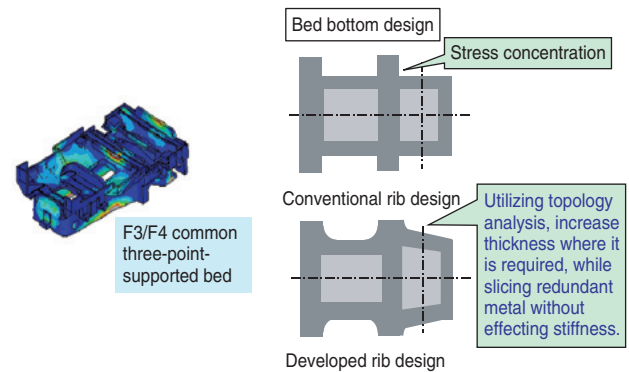 Bed bottom design
Stress concentration
Conventional rib design
F3/F4 common
three-point-
supported bed
Utilizing topology
analysis, increase
thickness where it
is required, while
slicing redundant
metal without
effecting stiffness.
Developed rib design